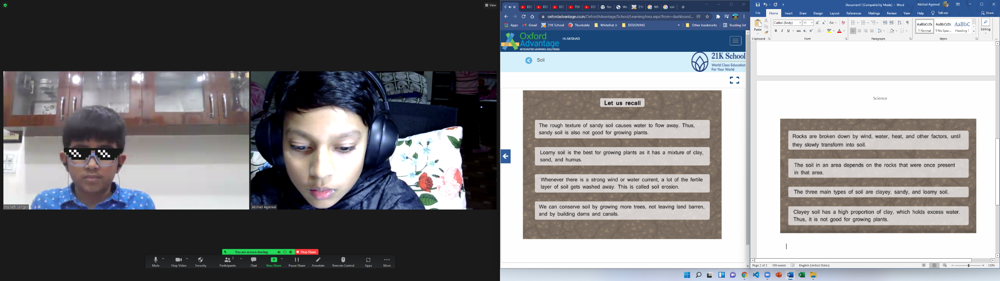 View
manath iyengar
Akshad Agarwal
You are screen sharing
Stop Share
Mute
Stop Video
Security
Participants
2
Chat
New Share
Pause Share
Annotate
Remote Control
Apps
More
ECC
ECC
ECC
TUT
ECC
Ne
Wo
21K
Wh
soil
oxfordadvantage.co.in/OxfordAdvantage/School/LearningArea.aspx?from=dashboard...
Apps
Gmail
21K School
Thunkable
WhiteHat Jr
DESIGNING
»
Other bookmarks
Reading list
Oxford
Advantage
INTEGRATED LEARNING SOLUTIONS
Hi AKSHAD
Soil
21K School
World Class Education
For Your World
Let us recall
The rough texture of sandy soil causes water to flow away. Thus,
sandy soil is also not good for growing plants.
Loamy soil is the best for growing plants as it has a mixture of clay,
sand, and humus.
Whenever there is a strong wind or water current, a lot of the fertile
layer of soil gets washed away. This is called soil erosion.
We can conserve soil by growing more trees, not leaving land barren,
and by building dams and canals.
Document1 [Compatibility Mode] - Word
Akshad Agarwal
File
Home
Insert
Draw
Design
Layout
References
Mailings
Review
View
Help
Tell me
Share
Paste
Calibri (Body)
11
AaBbCcDc
AaBbCcDc
AaBbC
¶ Normal
¶ No Spac...
Heading 1
Editing
Clipboard
Font
Paragraph
Styles
Science
Rocks are broken down by wind, water, heat, and other factors, until
they slowly transform into soil.
The soil in an area depends on the rocks that were once present
in that area.
The three main types of soil are clayey, sandy, and loamy soil.
Clayey soil has a high proportion of clay, which holds excess water.
Thus, it is not good for growing plants.
Page 2 of 2
199 words
English (United States)
120%